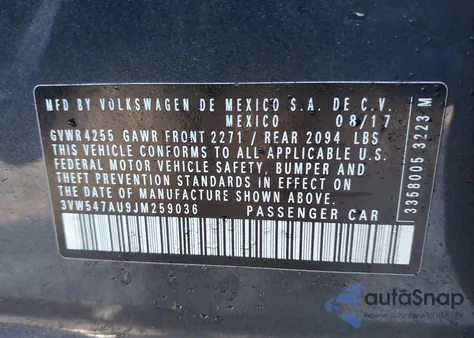 MFD BY VOLKSWAGEN DE MEXICO S.A. DE C.V.
MEXICO 08/17
GVWR 4255 GAWR FRONT 2271 / REAR 2094 LBS
THIS VEHICLE CONFORMS TO ALL APPLICABLE U.S.
FEDERAL MOTOR VEHICLE SAFETY, BUMPER AND
THEFT PREVENTION STANDARDS IN EFFECT ON
THE DATE OF MANUFACTURE SHOWN ABOVE.
3VW547AU9JM259036 PASSENGER CAR
3358005 3223 M
autoSnap